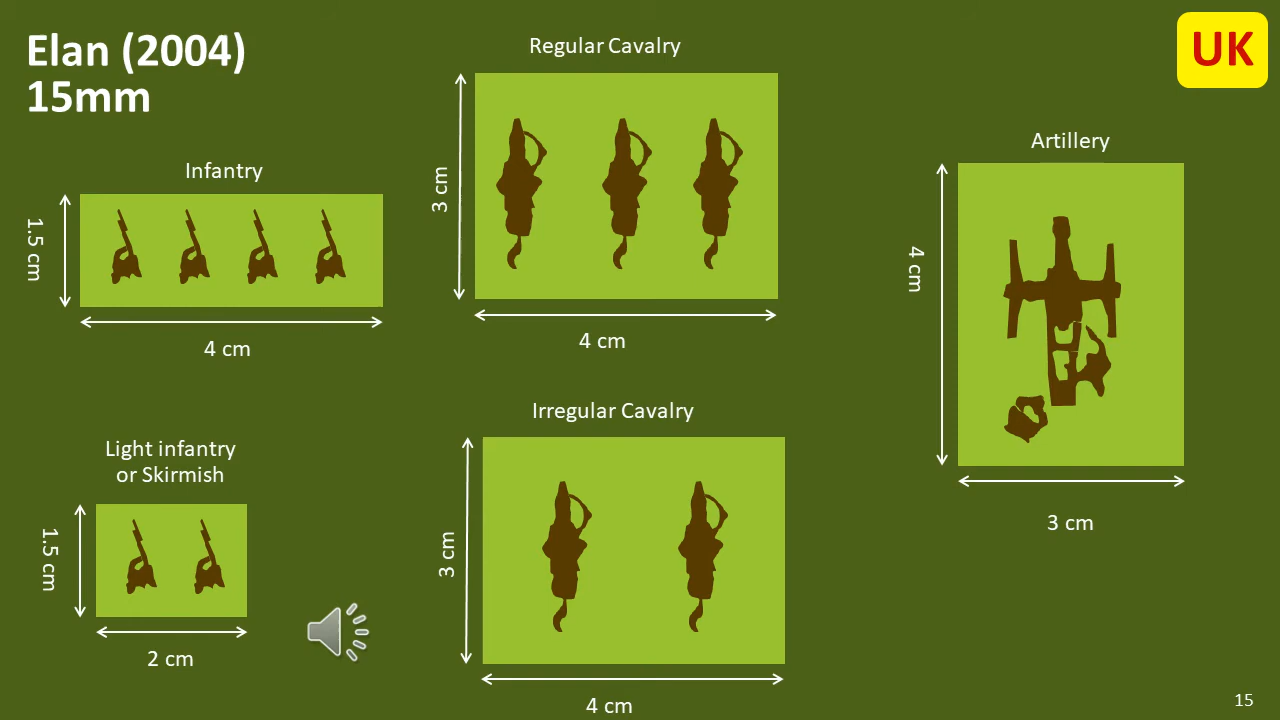 Elan (2004)
15mm
UK
Infantry
1.5 cm
4 cm
Regular Cavalry
3 cm
4 cm
Artillery
4 cm
3 cm
Light infantry
or Skirmish
1.5 cm
2 cm
Irregular Cavalry
3 cm
4 cm
15